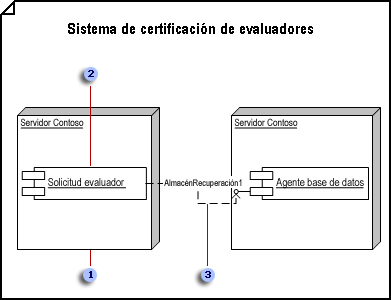 Sistema de certificación de evaluadores
2
Servidor Contoso
Servidor Contoso
Solicitud evaluador
AlmacénRecuperación1
Agente base de datos
1
3